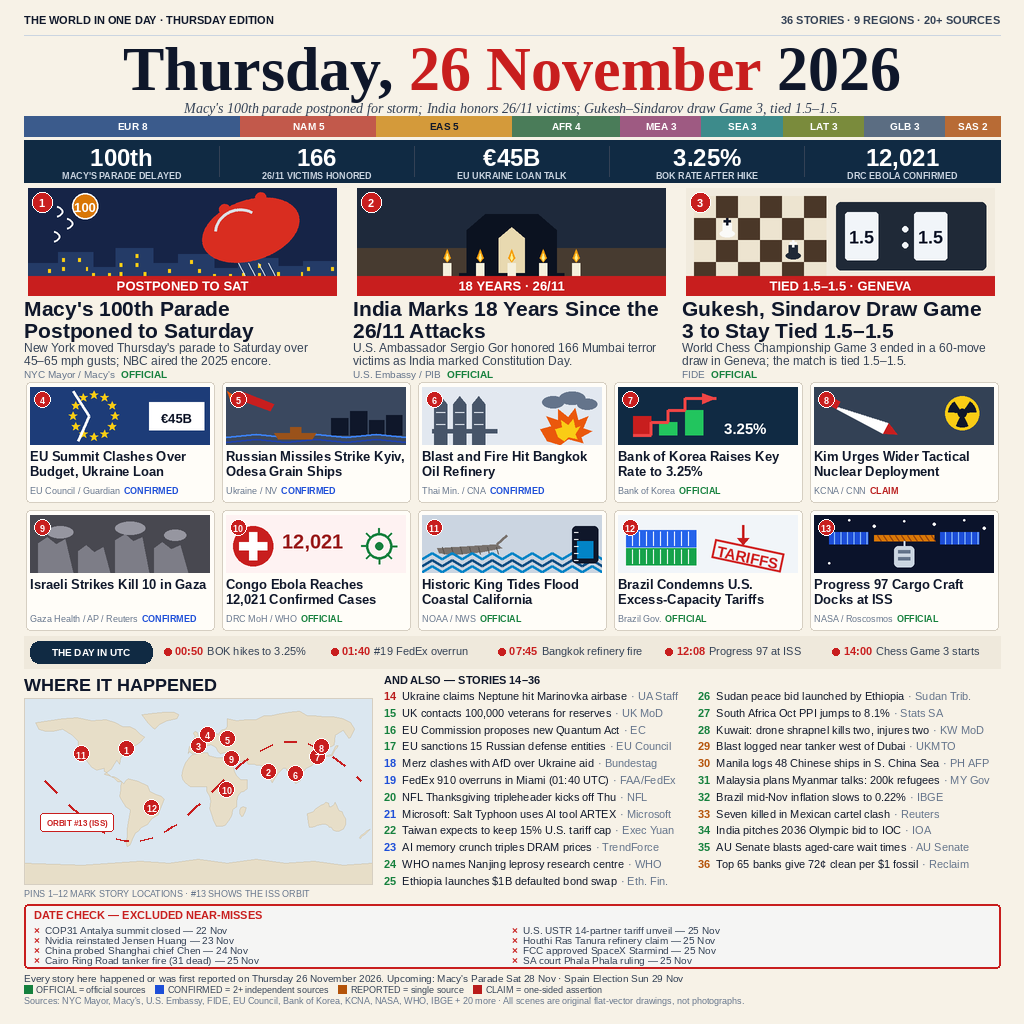 THE WORLD IN ONE DAY · THURSDAY EDITION
36 STORIES · 9 REGIONS · 20+ SOURCES
Thursday, 26 November 2026
Macy's 100th parade postponed for storm; India honors 26/11 victims; Gukesh–Sindarov draw Game 3, tied 1.5–1.5.
EUR 8
NAM 5
EAS 5
AFR 4
MEA 3
SEA 3
LAT 3
GLB 3
SAS 2
100th
MACY'S PARADE DELAYED
166
26/11 VICTIMS HONORED
€45B
EU UKRAINE LOAN TALK
3.25%
BOK RATE AFTER HIKE
12,021
DRC EBOLA CONFIRMED
1
100
POSTPONED TO SAT
Macy's 100th Parade
Postponed to Saturday
New York moved Thursday's parade to Saturday over
45–65 mph gusts; NBC aired the 2025 encore.
NYC Mayor / Macy's OFFICIAL
2
18 YEARS · 26/11
India Marks 18 Years Since the
26/11 Attacks
U.S. Ambassador Sergio Gor honored 166 Mumbai terror
victims as India marked Constitution Day.
U.S. Embassy / PIB OFFICIAL
3
1.5 : 1.5
TIED 1.5–1.5 · GENEVA
Gukesh, Sindarov Draw Game
3 to Stay Tied 1.5–1.5
World Chess Championship Game 3 ended in a 60-move
draw in Geneva; the match is tied 1.5–1.5.
FIDE OFFICIAL
4
€45B
EU Summit Clashes Over
Budget, Ukraine Loan
EU Council / Guardian CONFIRMED
5
Russian Missiles Strike Kyiv,
Odesa Grain Ships
Ukraine / NV CONFIRMED
6
Blast and Fire Hit Bangkok
Oil Refinery
Thai Min. / CNA CONFIRMED
7
3.25%
Bank of Korea Raises Key
Rate to 3.25%
Bank of Korea OFFICIAL
8
Kim Urges Wider Tactical
Nuclear Deployment
KCNA / CNN CLAIM
9
Israeli Strikes Kill 10 in Gaza
Gaza Health / AP / Reuters CONFIRMED
10
12,021
Congo Ebola Reaches
12,021 Confirmed Cases
DRC MoH / WHO OFFICIAL
11
Historic King Tides Flood
Coastal California
NOAA / NWS OFFICIAL
12
TARIFFS
Brazil Condemns U.S.
Excess-Capacity Tariffs
Brazil Gov. OFFICIAL
13
Progress 97 Cargo Craft
Docks at ISS
NASA / Roscosmos OFFICIAL
THE DAY IN UTC
00:50 BOK hikes to 3.25%
01:40 #19 FedEx overrun
07:45 Bangkok refinery fire
12:08 Progress 97 at ISS
14:00 Chess Game 3 starts
WHERE IT HAPPENED
11
1
3
4
5
9
10
2
6
7
8
12
ORBIT #13 (ISS)
PINS 1–12 MARK STORY LOCATIONS · #13 SHOWS THE ISS ORBIT
AND ALSO — STORIES 14–36
14 Ukraine claims Neptune hit Marinovka airbase · UA Staff
15 UK contacts 100,000 veterans for reserves · UK MoD
16 EU Commission proposes new Quantum Act · EC
17 EU sanctions 15 Russian defense entities · EU Council
18 Merz clashes with AfD over Ukraine aid · Bundestag
19 FedEx 910 overruns in Miami (01:40 UTC) · FAA/FedEx
20 NFL Thanksgiving tripleheader kicks off Thu · NFL
21 Microsoft: Salt Typhoon uses AI tool ARTEX · Microsoft
22 Taiwan expects to keep 15% U.S. tariff cap · Exec Yuan
23 AI memory crunch triples DRAM prices · TrendForce
24 WHO names Nanjing leprosy research centre · WHO
25 Ethiopia launches $1B defaulted bond swap · Eth. Fin.
26 Sudan peace bid launched by Ethiopia · Sudan Trib.
27 South Africa Oct PPI jumps to 8.1% · Stats SA
28 Kuwait: drone shrapnel kills two, injures two · KW MoD
29 Blast logged near tanker west of Dubai · UKMTO
30 Manila logs 48 Chinese ships in S. China Sea · PH AFP
31 Malaysia plans Myanmar talks: 200k refugees · MY Gov
32 Brazil mid-Nov inflation slows to 0.22% · IBGE
33 Seven killed in Mexican cartel clash · Reuters
34 India pitches 2036 Olympic bid to IOC · IOA
35 AU Senate blasts aged-care wait times · AU Senate
36 Top 65 banks give 72¢ clean per $1 fossil · Reclaim
DATE CHECK — EXCLUDED NEAR-MISSES
× COP31 Antalya summit closed — 22 Nov
× Nvidia reinstated Jensen Huang — 23 Nov
× China probed Shanghai chief Chen — 24 Nov
× Cairo Ring Road tanker fire (31 dead) — 25 Nov
× U.S. USTR 14-partner tariff unveil — 25 Nov
× Houthi Ras Tanura refinery claim — 25 Nov
× FCC approved SpaceX Starmind — 25 Nov
× SA court Phala Phala ruling — 25 Nov
Every story here happened or was first reported on Thursday 26 November 2026. Upcoming: Macy's Parade Sat 28 Nov · Spain Election Sun 29 Nov
OFFICIAL = official sources CONFIRMED = 2+ independent sources REPORTED = single source CLAIM = one-sided assertion
Sources: NYC Mayor, Macy's, U.S. Embassy, FIDE, EU Council, Bank of Korea, KCNA, NASA, WHO, IBGE + 20 more · All scenes are original flat-vector drawings, not photographs.